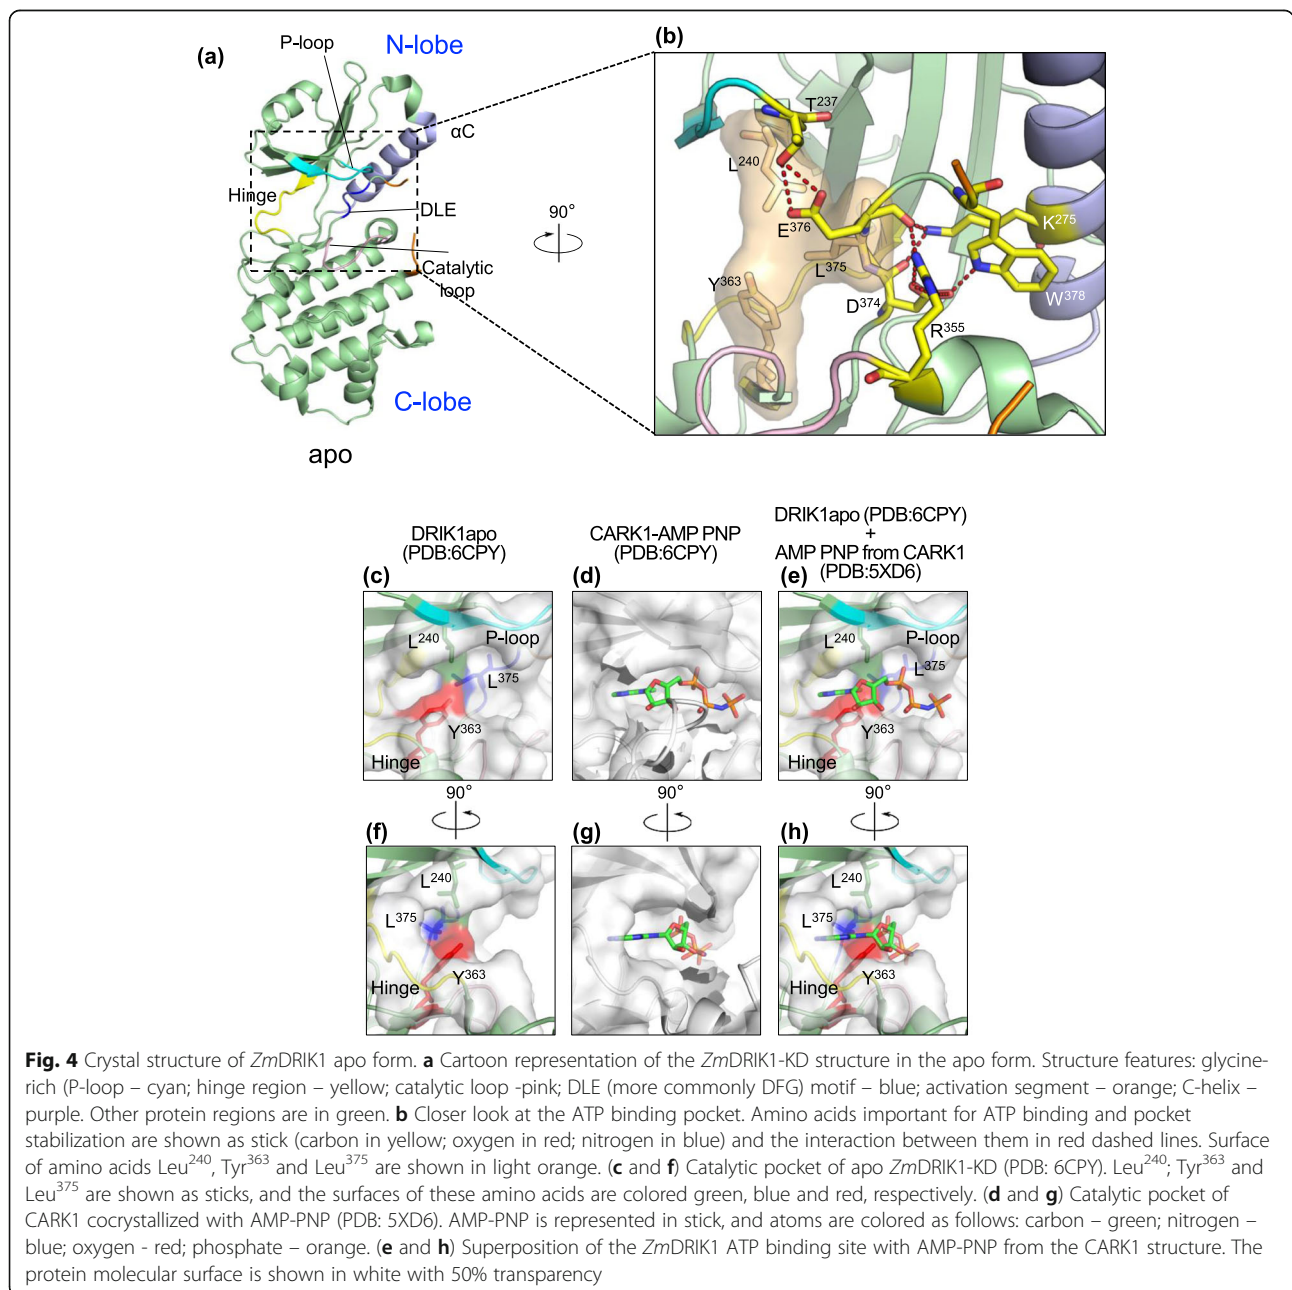 (a)
P-loop
N-lobe
αC
Hinge
DLE
Catalytic
loop
C-lobe
apo
90°
(b)
T237
L240
E376
K275
L375
Y363
D374
W378
R355
DRIK1apo
(PDB:6CPY)
CARK1-AMP PNP
(PDB:6CPY)
DRIK1apo (PDB:6CPY)
+
AMP PNP from CARK1
(PDB:5XD6)
(c)
L240
P-loop
L375
Y363
Hinge
(d)
(e)
L240
P-loop
L375
Y363
Hinge
90°
90°
90°
(f)
L240
L375
Y363
Hinge
(g)
(h)
L240
L375
Y363
Hinge
Fig. 4 Crystal structure of ZmDRIK1 apo form. a Cartoon representation of the ZmDRIK1-KD structure in the apo form. Structure features: glycine-
rich (P-loop – cyan; hinge region – yellow; catalytic loop -pink; DLE (more commonly DFG) motif – blue; activation segment – orange; C-helix –
purple. Other protein regions are in green. b Closer look at the ATP binding pocket. Amino acids important for ATP binding and pocket
stabilization are shown as stick (carbon in yellow; oxygen in red; nitrogen in blue) and the interaction between them in red dashed lines. Surface
of amino acids Leu240, Tyr363 and Leu375 are shown in light orange. (c and f) Catalytic pocket of apo ZmDRIK1-KD (PDB: 6CPY). Leu240; Tyr363 and
Leu375 are shown as sticks, and the surfaces of these amino acids are colored green, blue and red, respectively. (d and g) Catalytic pocket of
CARK1 cocrystallized with AMP-PNP (PDB: 5XD6). AMP-PNP is represented in stick, and atoms are colored as follows: carbon – green; nitrogen –
blue; oxygen - red; phosphate – orange. (e and h) Superposition of the ZmDRIK1 ATP binding site with AMP-PNP from the CARK1 structure. The
protein molecular surface is shown in white with 50% transparency